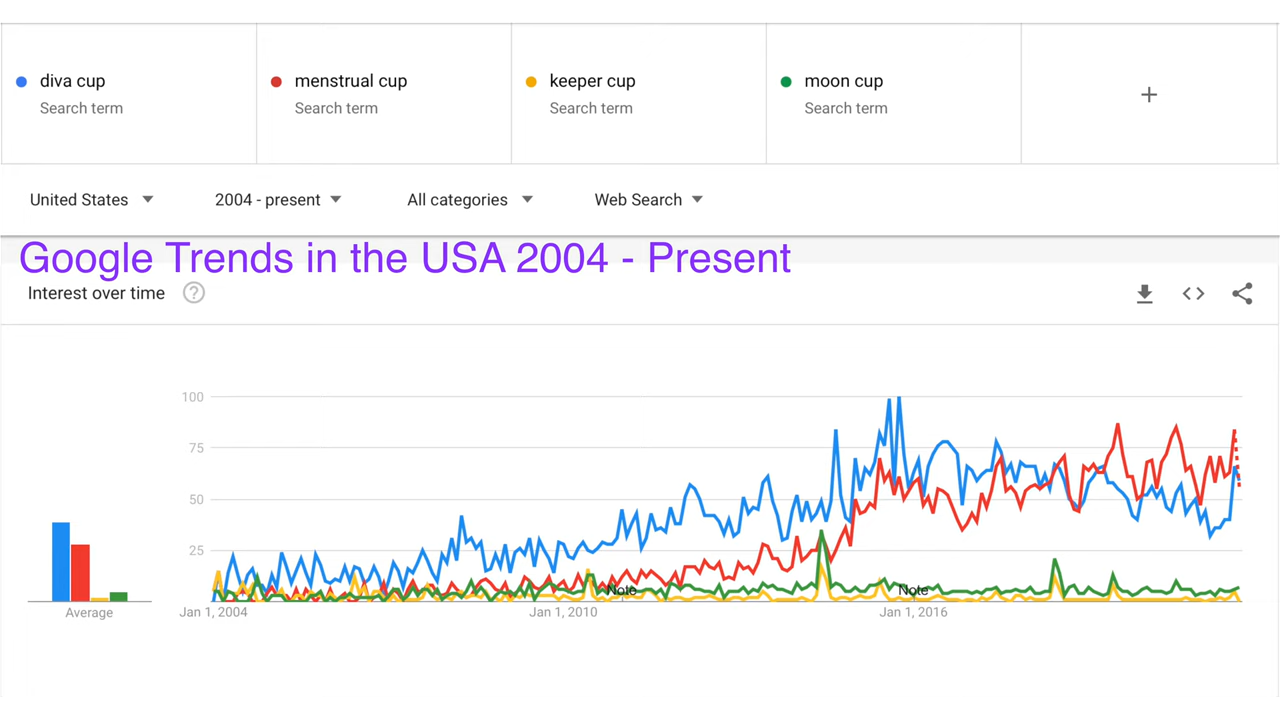 diva cup
Search term
menstrual cup
Search term
keeper cup
Search term
moon cup
Search term
+
United States
2004 - present
All categories
Web Search
Google Trends in the USA 2004 - Present
Interest over time ?
100
75
50
25
Note
Note
Average
Jan 1, 2004
Jan 1, 2010
Jan 1, 2016